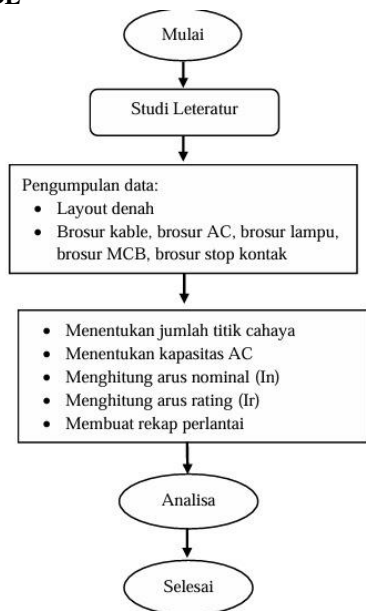 Mulai
Studi Leteratur
Pengumpulan data:
• Layout denah
• Brosur kable, brosur AC, brosur lampu,
brosur MCB, brosur stop kontak
• Menentukan jumlah titik cahaya
• Menentukan kapasitas AC
• Menghitung arus nominal (In)
• Menghitung arus rating (Ir)
• Membuat rekap perlantai
Analisa
Selesai